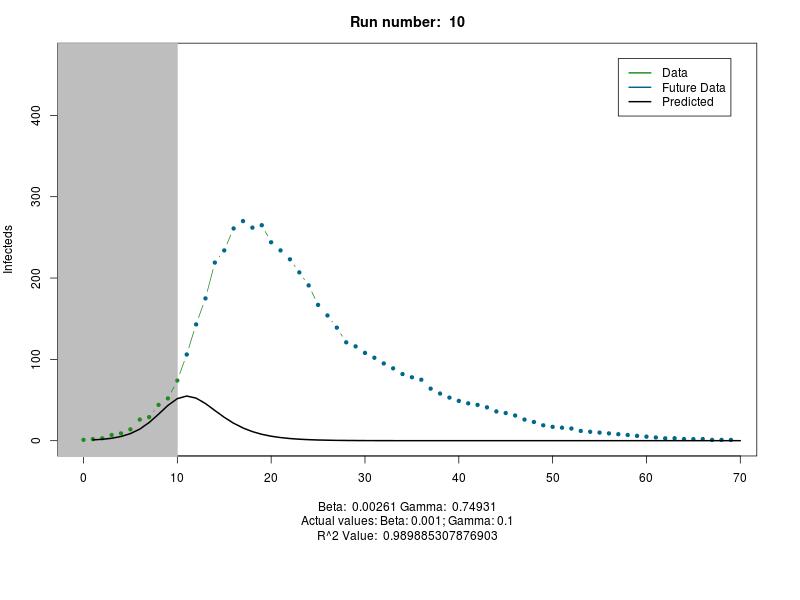 Run number:  10
Data
Future Data
Predicted
Infecteds
400
300
200
100
0
0 10 20 30 40 50 60 70
Beta: 0.00261 Gamma: 0.74931
Actual values: Beta: 0.001; Gamma: 0.1
R^2 Value: 0.989885307876903